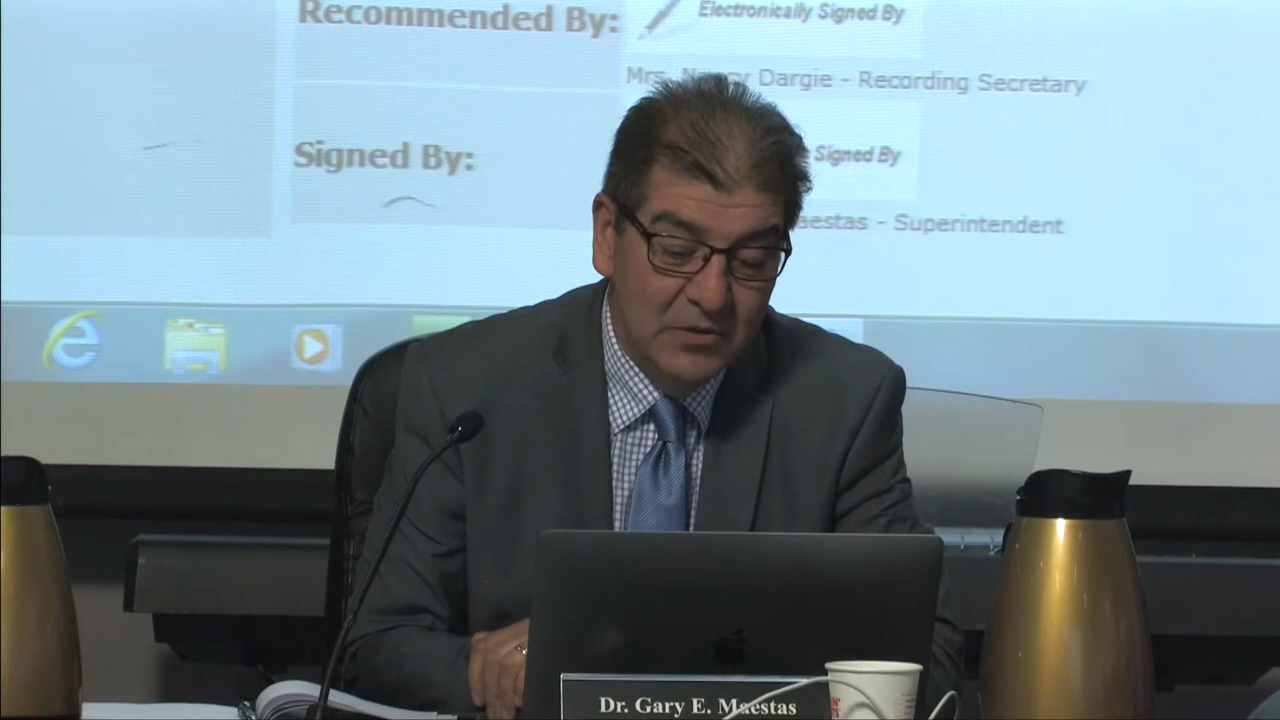 Recommended By:
Electronically Signed By
Mrs. Nancy Dargie - Recording Secretary
Signed By:
Signed By
aestas - Superintendent
Dr. Gary E. Maestas